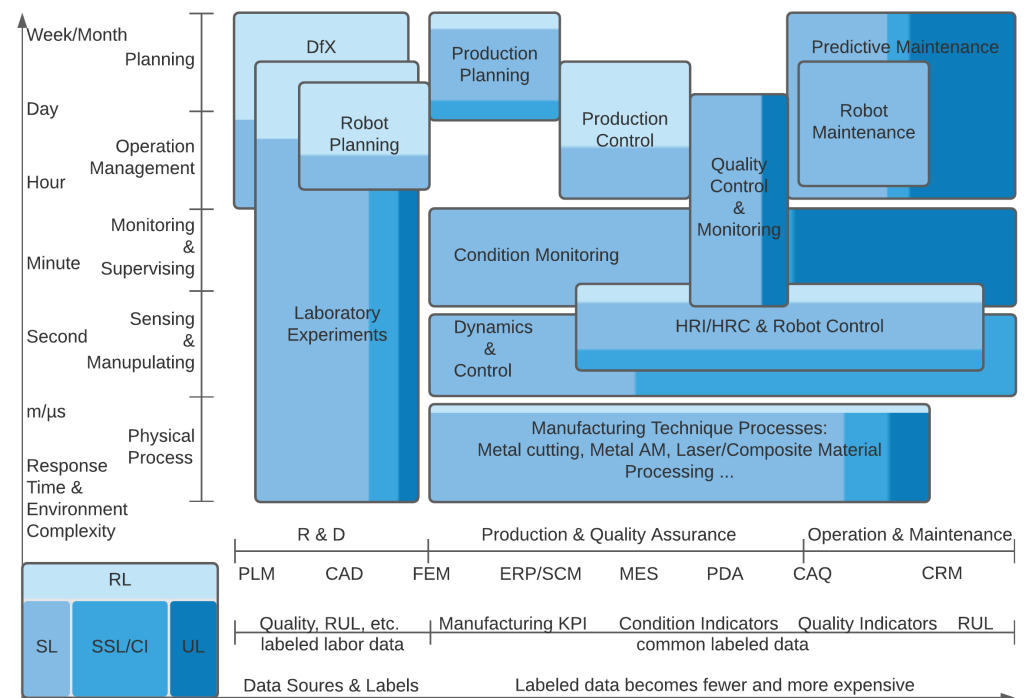 Week/Month
Planning
Day
Operation
Management
Hour
Monitoring
&
Supervising
Minute
Sensing
&
Manupulating
Second
m/µs
Physical
Process
Response
Time &
Environment
Complexity
DfX
Robot
Planning
Laboratory
Experiments
Production
Planning
Production
Control
Quality
Control
&
Monitoring
Predictive Maintenance
Robot
Maintenance
Condition Monitoring
Dynamics
&
Control
HRI/HRC & Robot Control
Manufacturing Technique Processes:
Metal cutting, Metal AM, Laser/Composite Material
Processing ...
R & D
Production & Quality Assurance
Operation & Maintenance
PLM CAD FEM ERP/SCM MES PDA CAQ CRM
RL
SL SSL/CI UL
Quality, RUL, etc.
labeled labor data
Manufacturing KPI Condition Indicators Quality Indicators RUL
common labeled data
Data Soures & Labels
Labeled data becomes fewer and more expensive